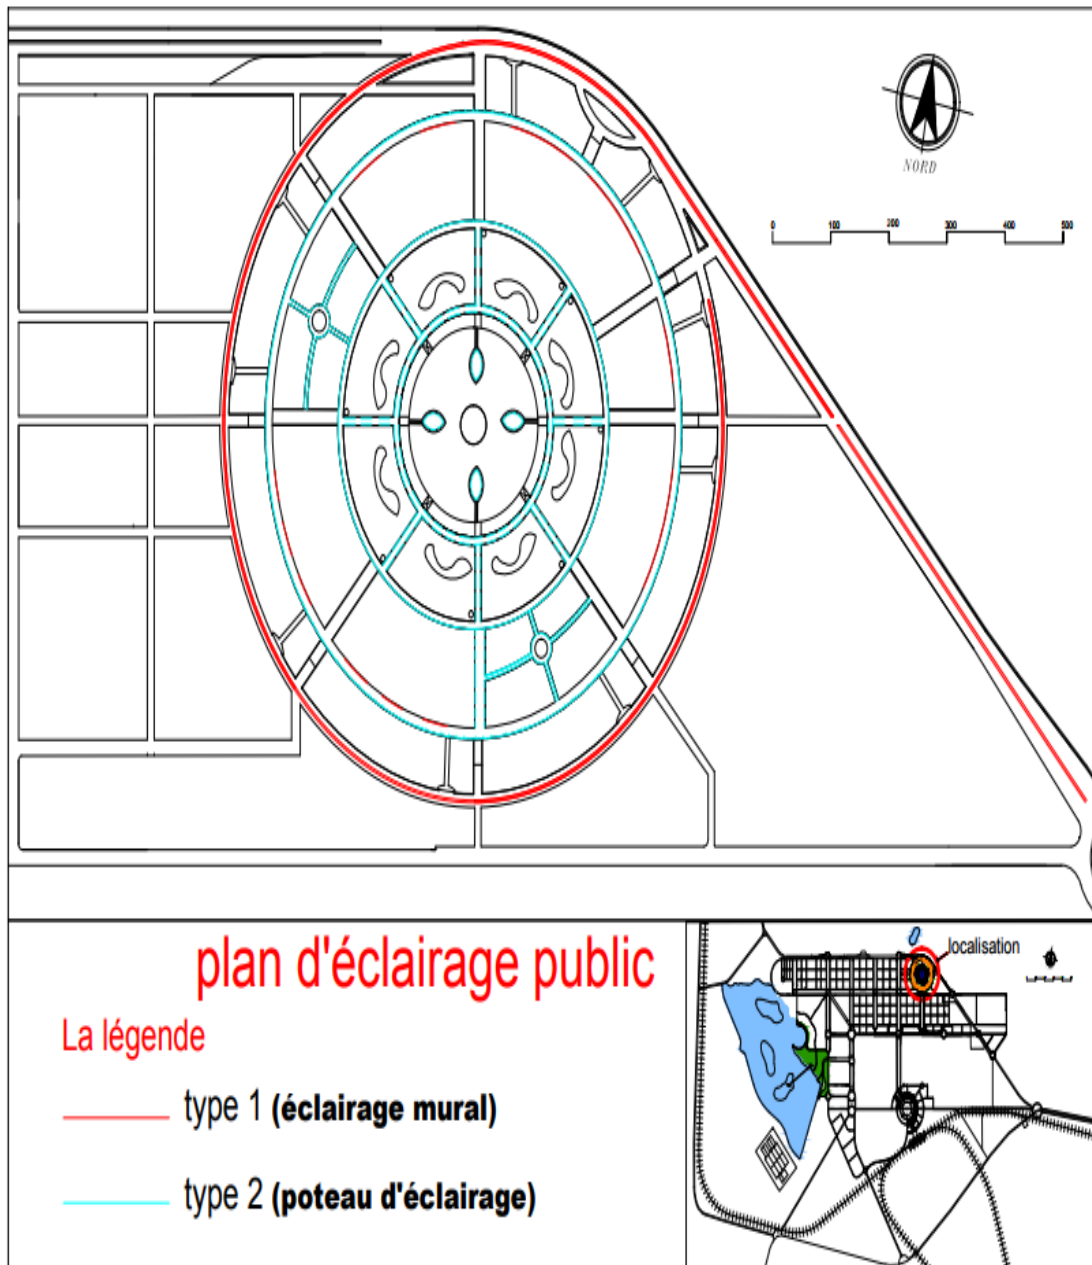 NORD
0 100 200 300 400 500
plan d'éclairage public
La légende
type 1 (éclairage mural)
type 2 (poteau d'éclairage)
localisation